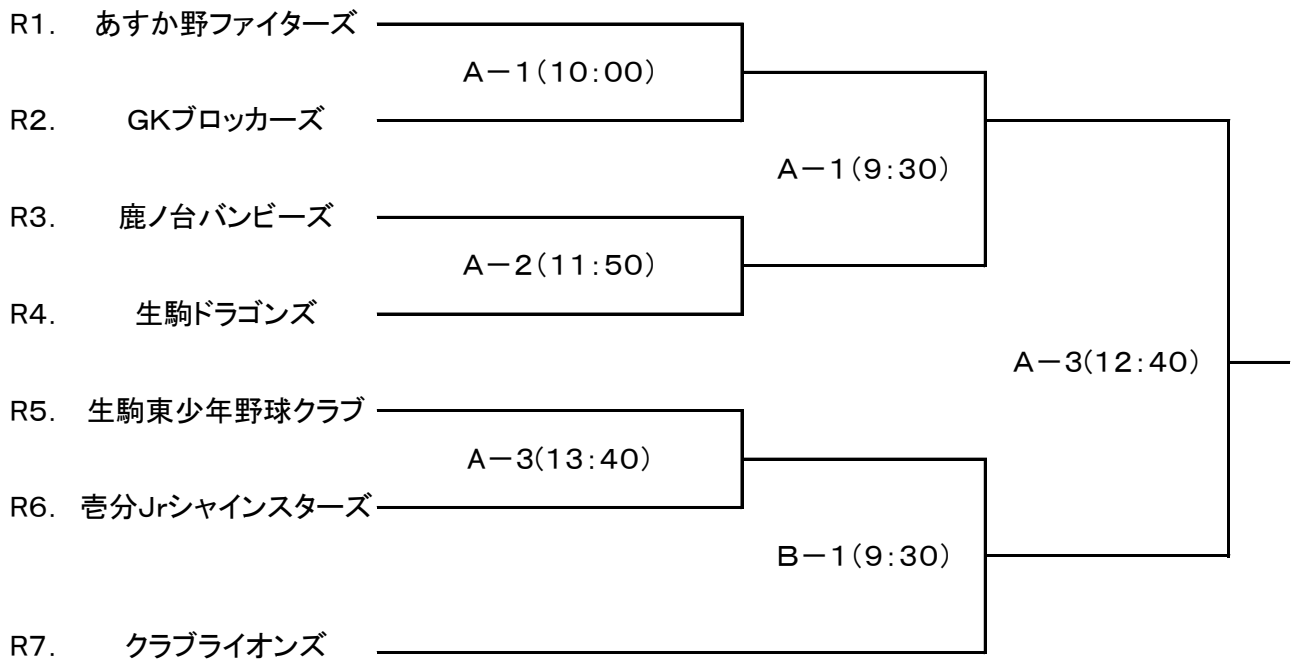 R1. あすか野ファイターズ
A－1(10:00)
R2. GKブロッカーズ
A－1(9:30)
R3. 鹿ノ台バンビーズ
A－2(11:50)
R4. 生駒ドラゴンズ
A－3(12:40)
R5. 生駒東少年野球クラブ
A－3(13:40)
R6. 壱分Jrシャインスターズ
B－1(9:30)
R7. クラブライオンズ